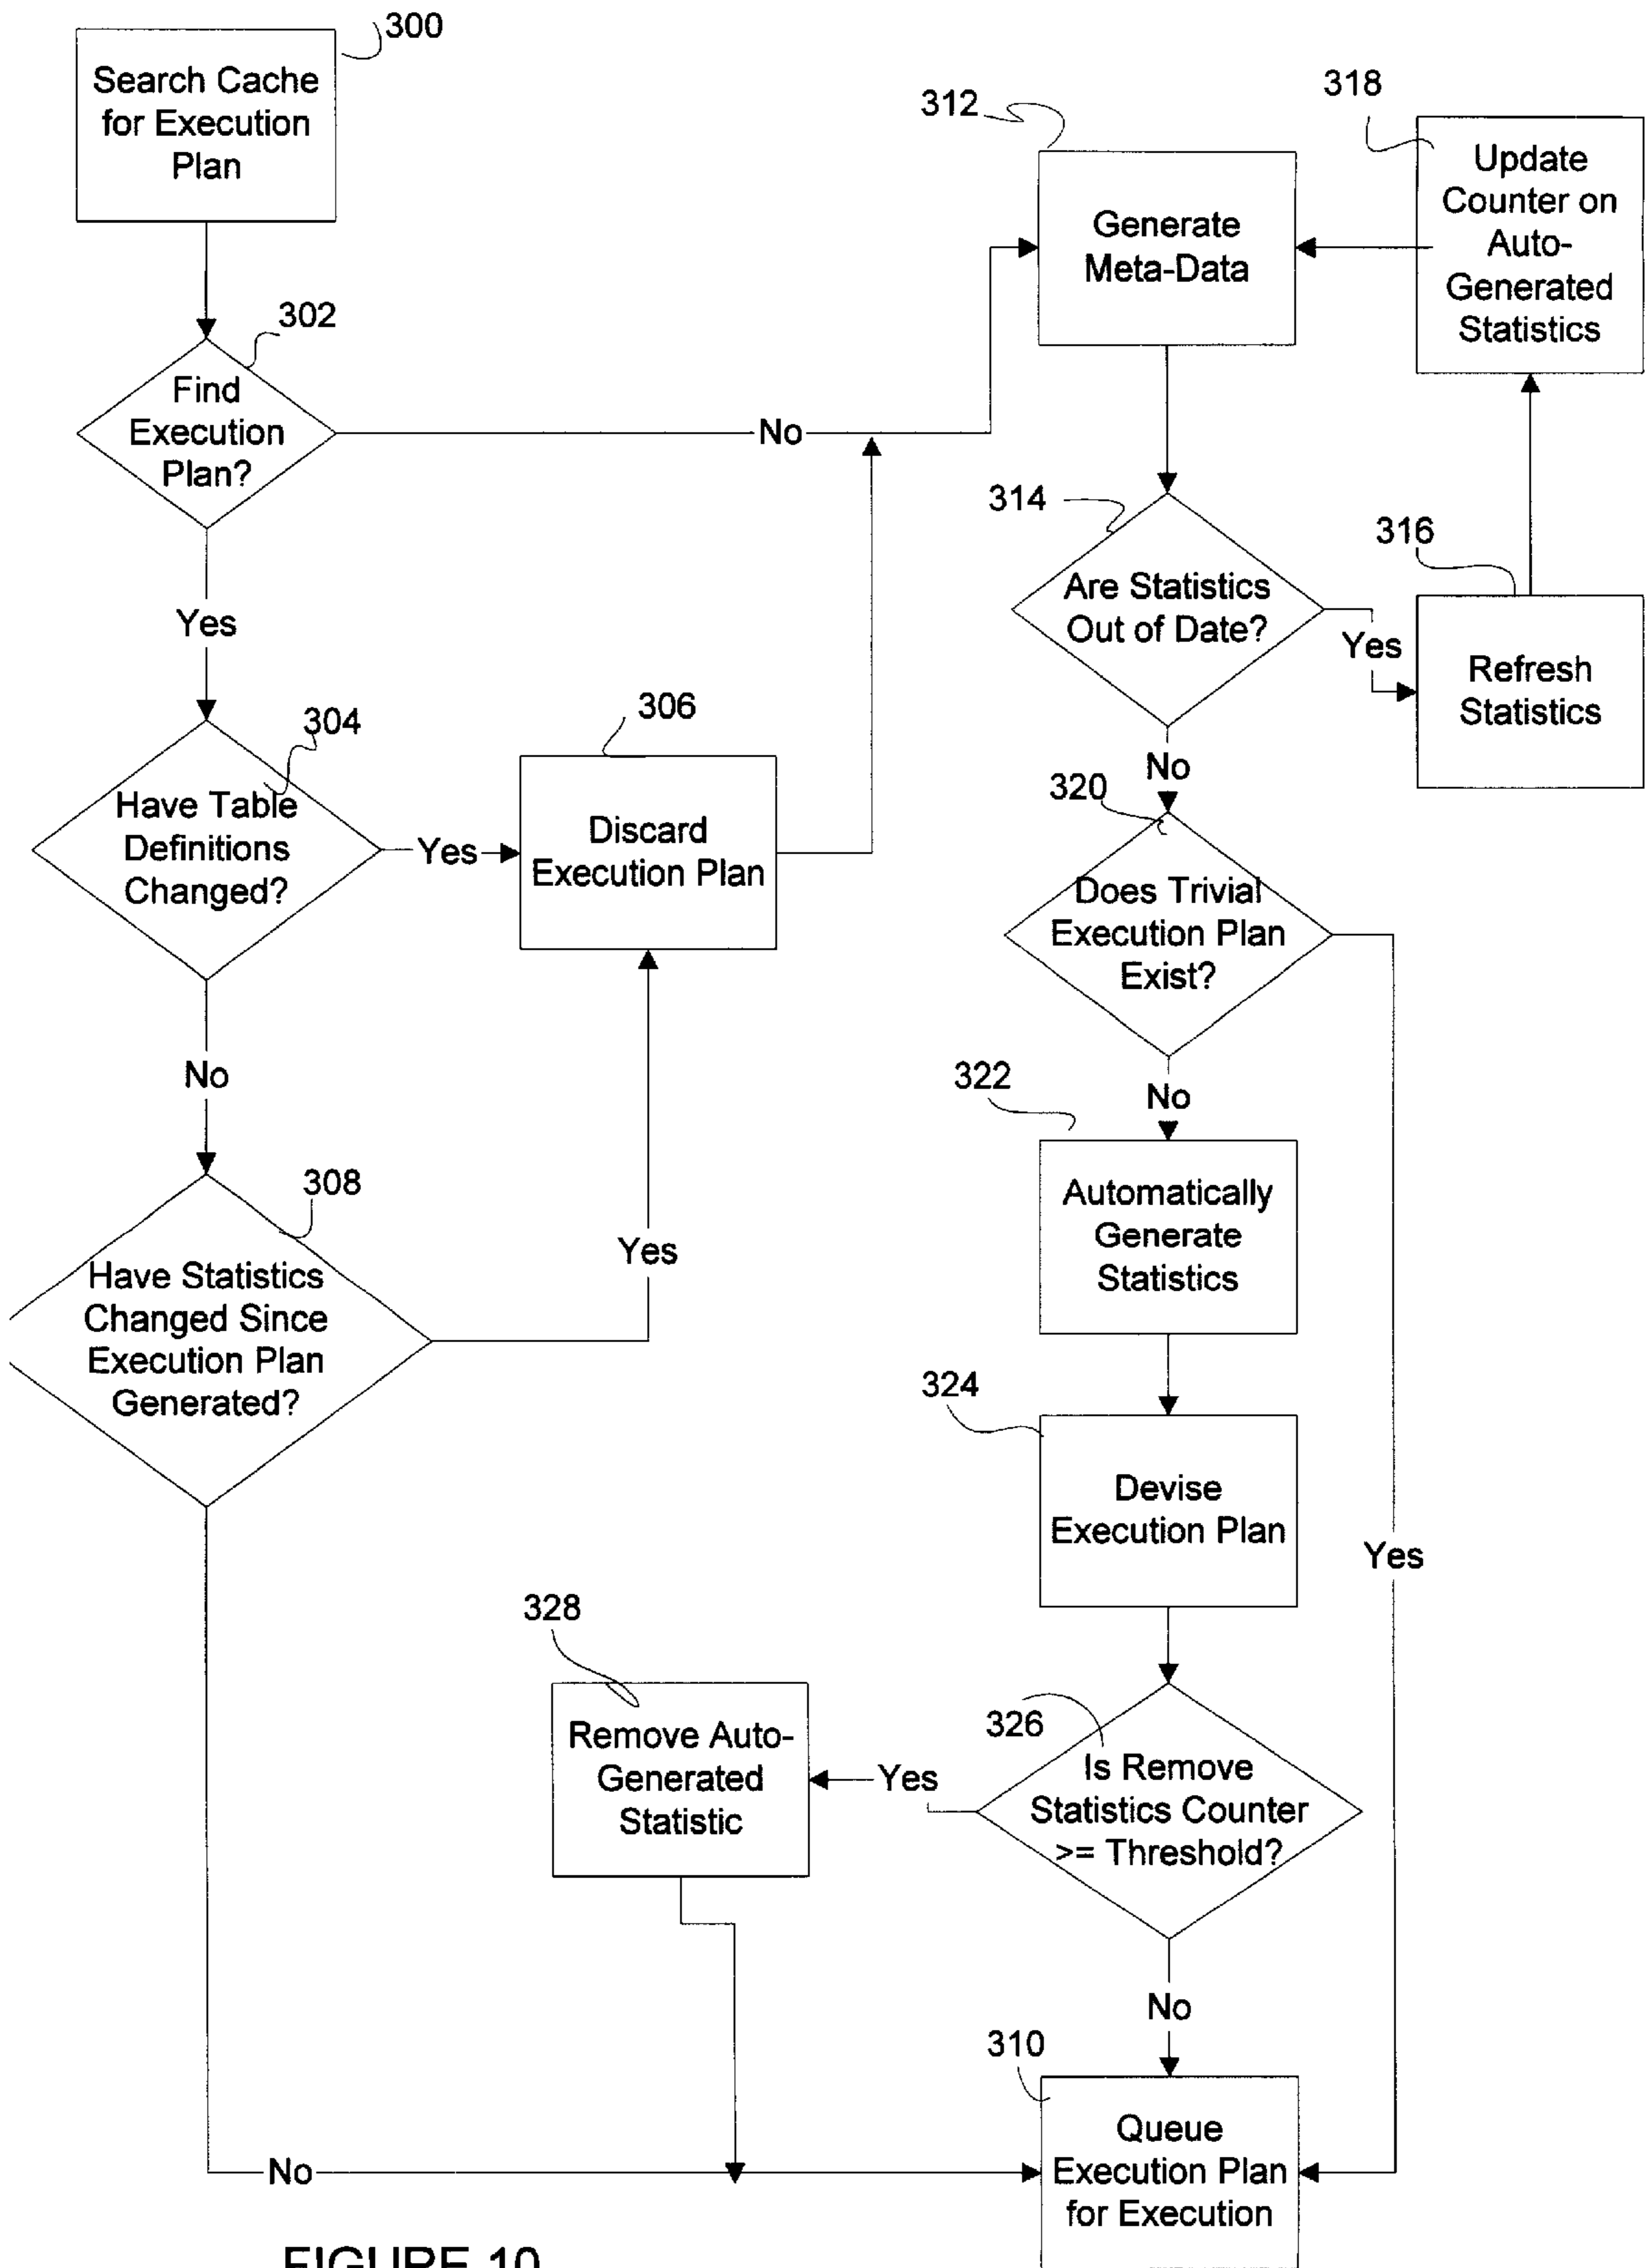 300
Search Cache
for Execution
Plan
302
Find
Execution
Plan?
No
Yes
304
Have Table
Definitions
Changed?
Yes
306
Discard
Execution Plan
No
308
Have Statistics
Changed Since
Execution Plan
Generated?
Yes
No
312
Generate
Meta-Data
318
Update
Counter on
Auto-
Generated
Statistics
314
Are Statistics
Out of Date?
Yes
316
Refresh
Statistics
No
320
Does Trivial
Execution Plan
Exist?
Yes
No
322
Automatically
Generate
Statistics
324
Devise
Execution Plan
326
Is Remove
Statistics Counter
>= Threshold?
Yes
328
Remove Auto-
Generated
Statistic
No
310
Queue
Execution Plan
for Execution
FIGURE 10